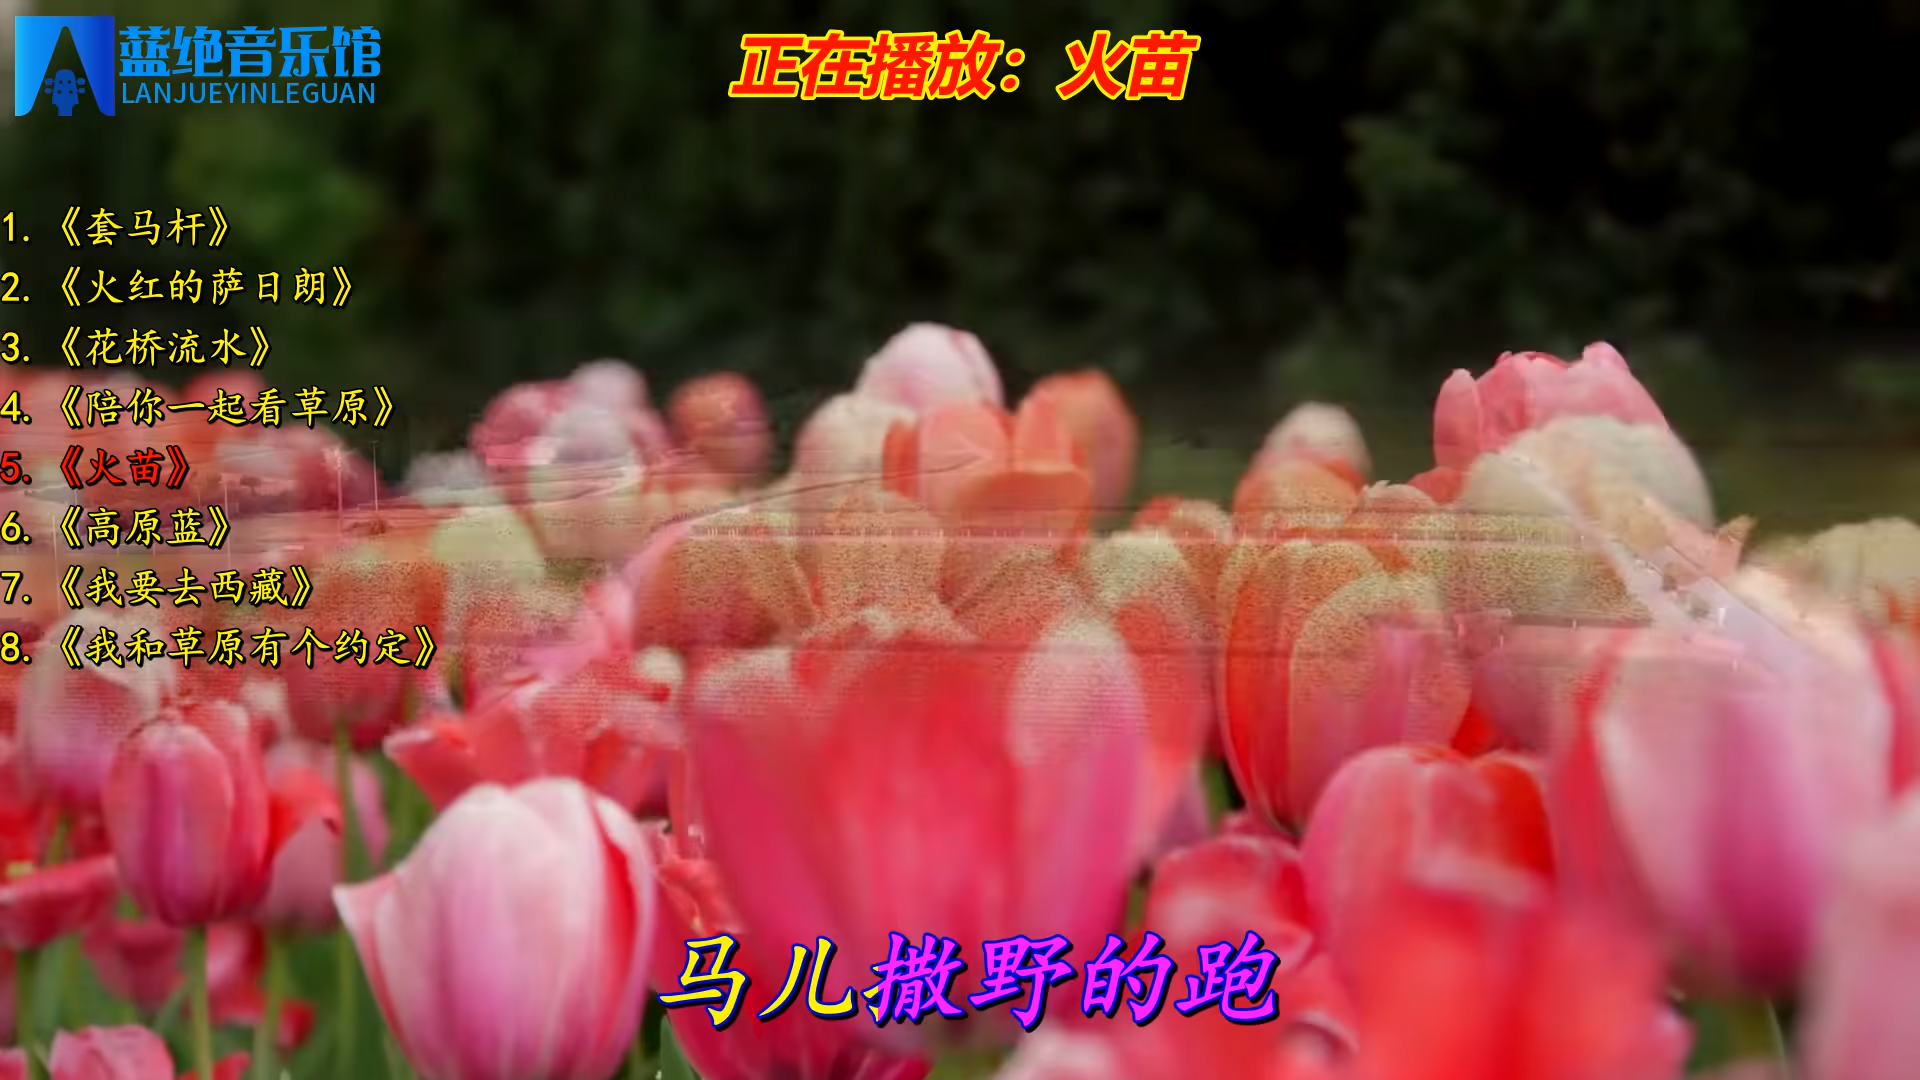 蓝绝音乐馆
LANJUEYINLEGUAN
正在播放：火苗
1.《套马杆》
2.《火红的萨日朗》
3.《花桥流水》
4.《陪你一起看草原》
5.《火苗》
6.《高原蓝》
7.《我要去西藏》
8.《我和草原有个约定》
马儿撒野的跑